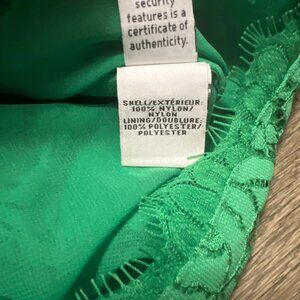 security
features is a
certificate of
authenticity.
SHELL/EXTÉRIEUR:
100% NYLON/
NYLON
LINING/DOUBLURE:
100% POLYESTER/
POLYESTER